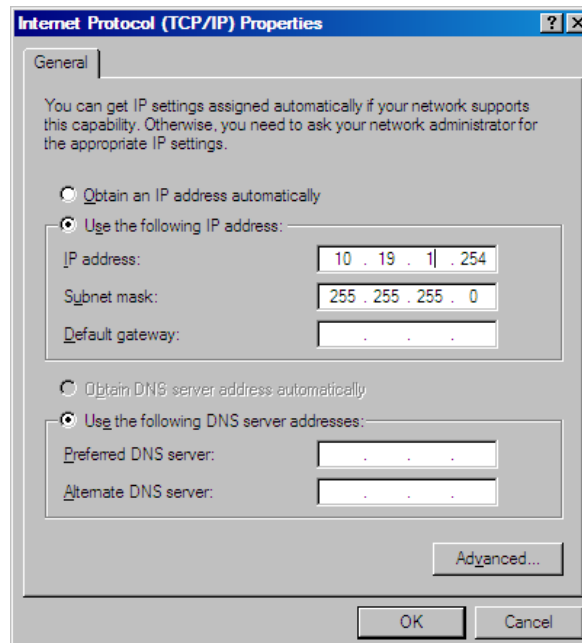 Internet Protocol (TCP/IP) Properties
General
You can get IP settings assigned automatically if your network supports
this capability. Otherwise, you need to ask your network administrator for
the appropriate IP settings.
Obtain an IP address automatically
Use the following IP address:
IP address: 10 . 19 . 1 . 254
Subnet mask: 255 . 255 . 255 . 0
Default gateway: . . .
Obtain DNS server address automatically
Use the following DNS server addresses:
Preferred DNS server: . . .
Alternate DNS server: . . .
Advanced...
OK Cancel